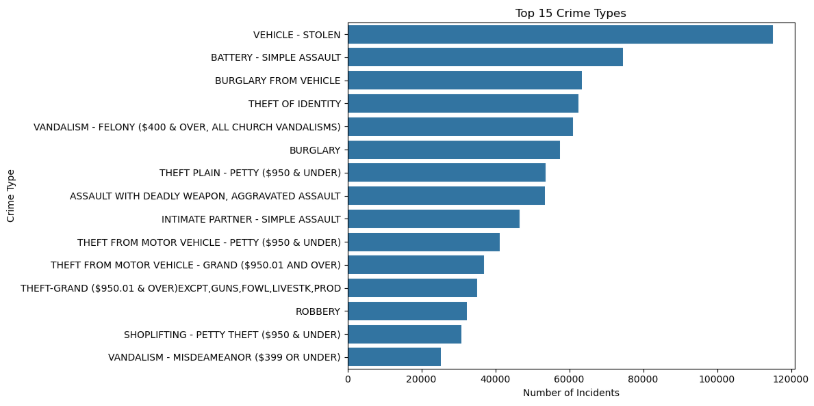 Top 15 Crime Types
VEHICLE - STOLEN
BATTERY - SIMPLE ASSAULT
BURGLARY FROM VEHICLE
THEFT OF IDENTITY
VANDALISM - FELONY ($400 & OVER, ALL CHURCH VANDALISMS)
BURGLARY
THEFT PLAIN - PETTY ($950 & UNDER)
ASSAULT WITH DEADLY WEAPON, AGGRAVATED ASSAULT
INTIMATE PARTNER - SIMPLE ASSAULT
THEFT FROM MOTOR VEHICLE - PETTY ($950 & UNDER)
THEFT FROM MOTOR VEHICLE - GRAND ($950.01 AND OVER)
THEFT-GRAND ($950.01 & OVER)EXCPT,GUNS,FOWL,LIVESTK,PROD
ROBBERY
SHOPLIFTING - PETTY THEFT ($950 & UNDER)
VANDALISM - MISDEAMEANOR ($399 OR UNDER)
Crime Type
0 20000 40000 60000 80000 100000 120000
Number of Incidents